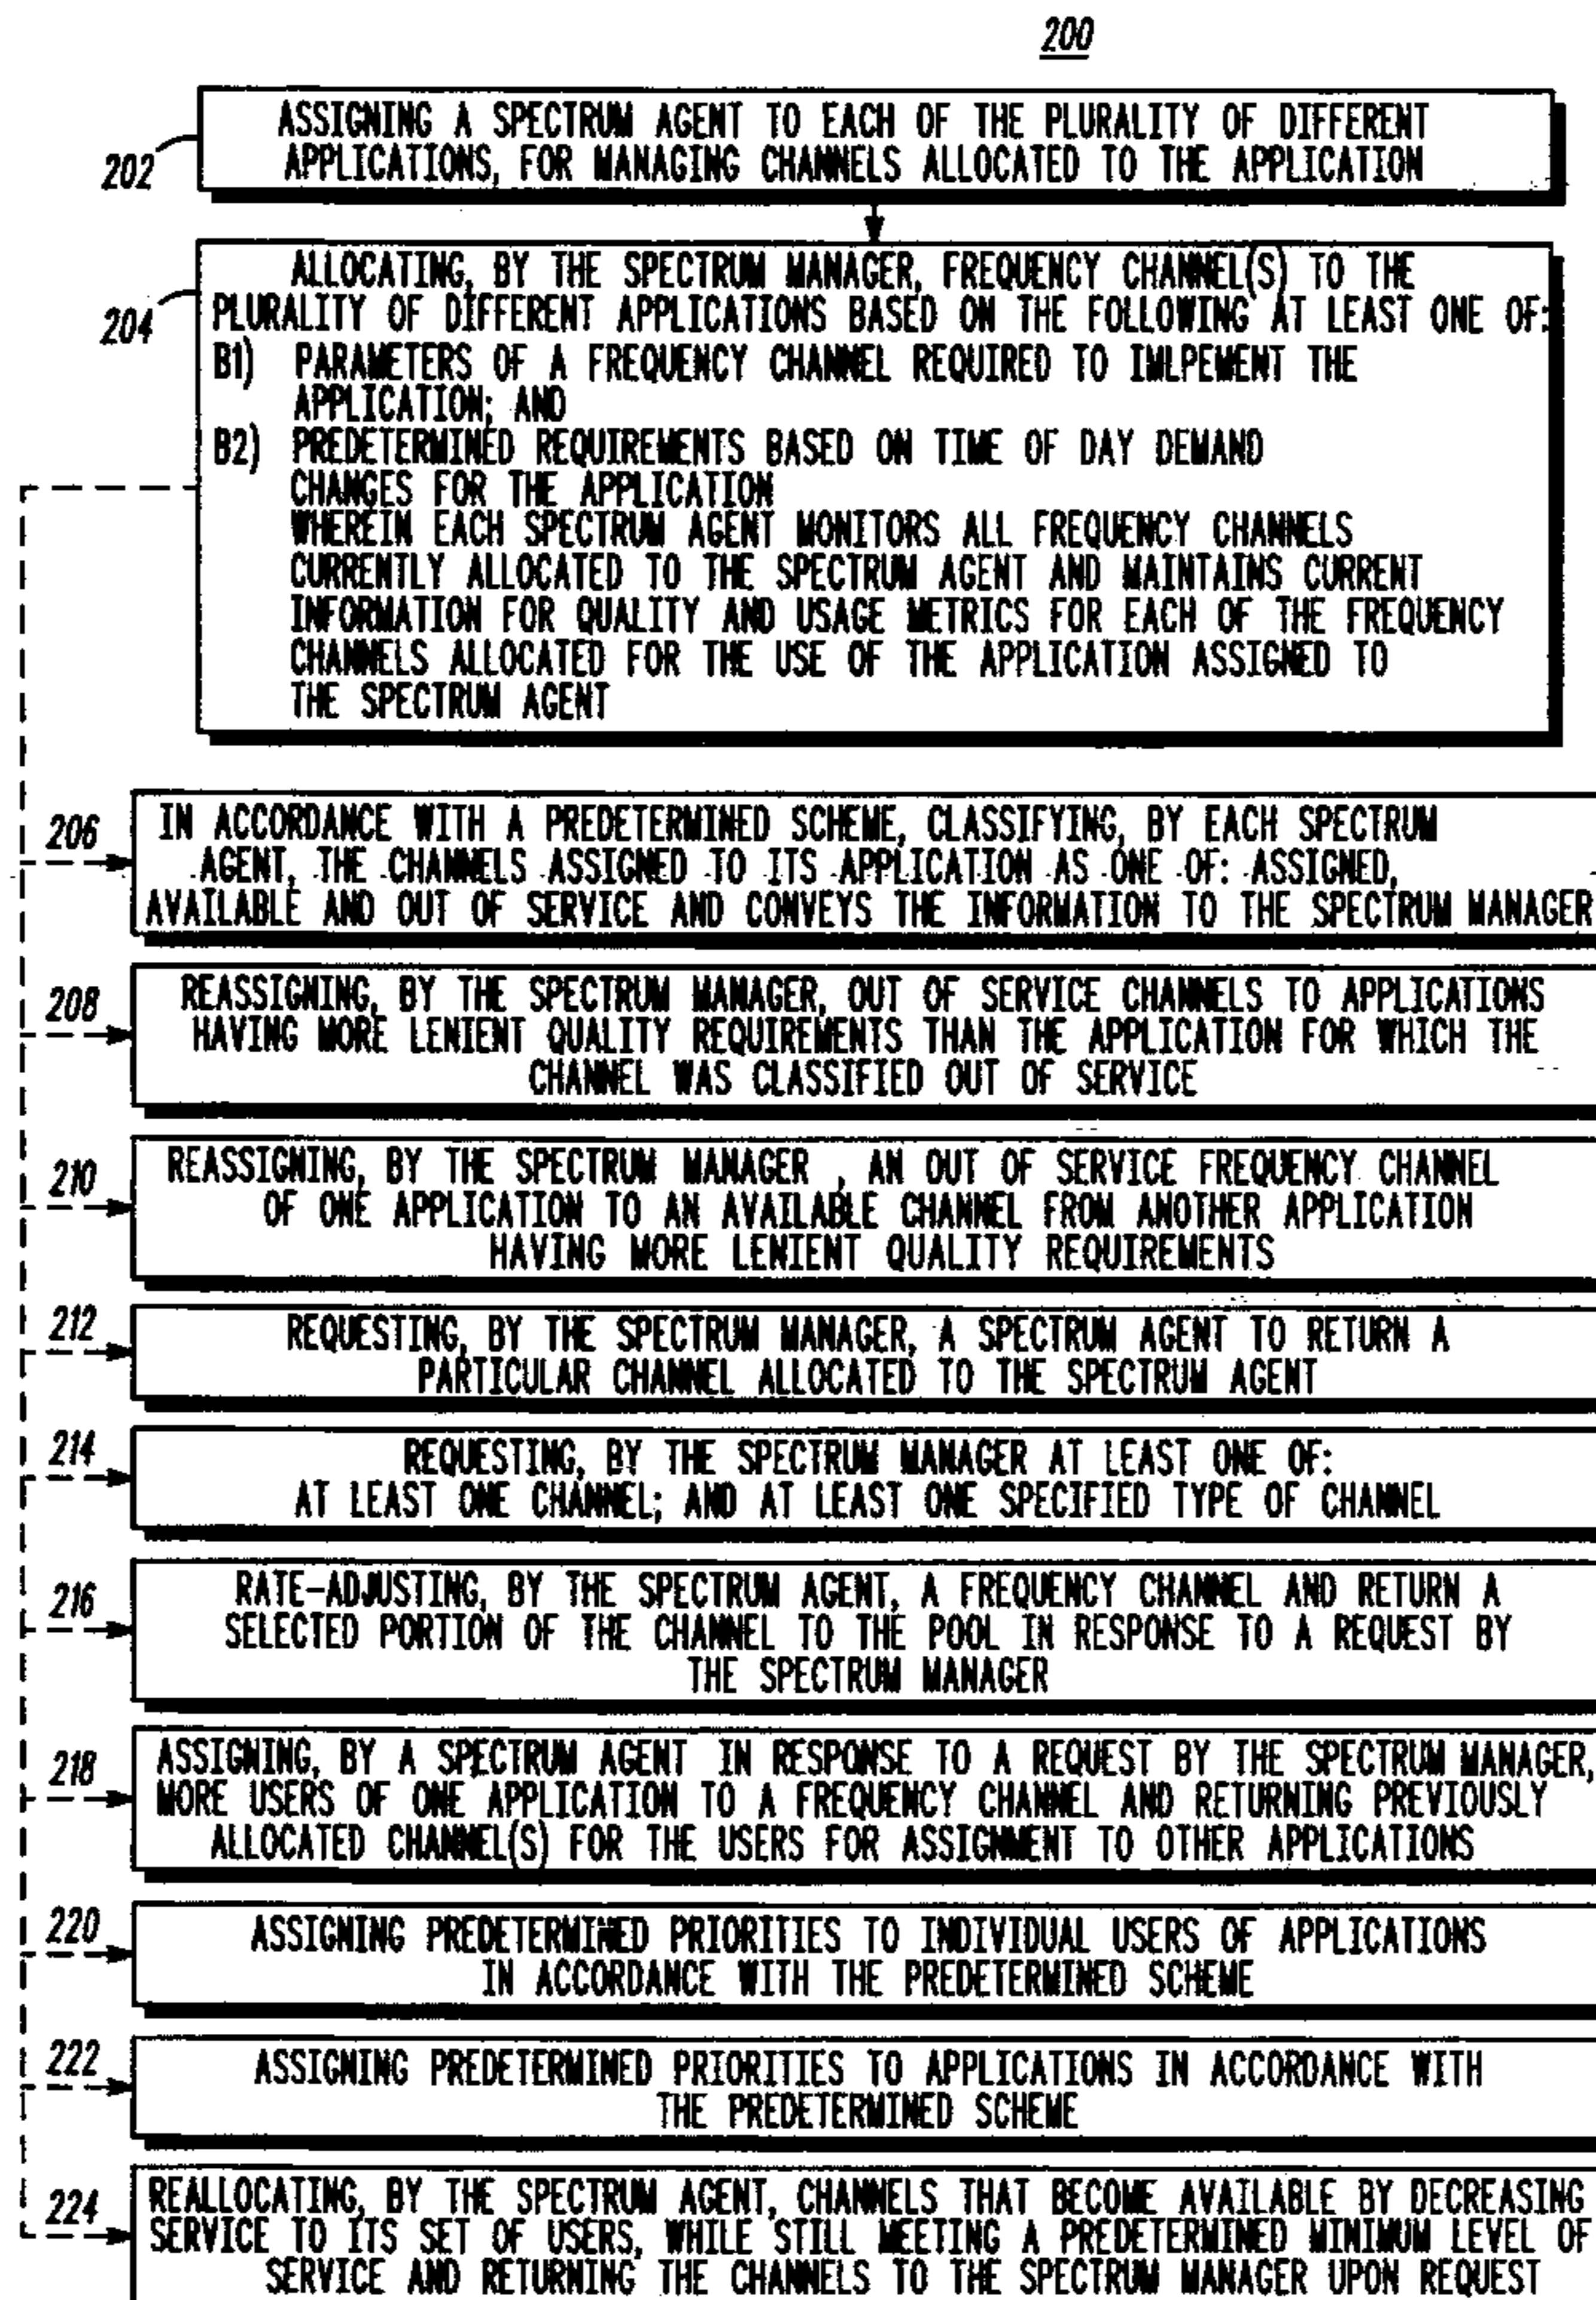 200
202
ASSIGNING A SPECTRUM AGENT TO EACH OF THE PLURALITY OF DIFFERENT
APPLICATIONS, FOR MANAGING CHANNELS ALLOCATED TO THE APPLICATION
204
ALLOCATING, BY THE SPECTRUM MANAGER, FREQUENCY CHANNEL(S) TO THE
PLURALITY OF DIFFERENT APPLICATIONS BASED ON THE FOLLOWING AT LEAST ONE OF:
B1) PARAMETERS OF A FREQUENCY CHANNEL REQUIRED TO IMLPEMENT THE
APPLICATION; AND
B2) PREDETERMINED REQUIREMENTS BASED ON TIME OF DAY DEMAND
CHANGES FOR THE APPLICATION
WHEREIN EACH SPECTRUM AGENT MONITORS ALL FREQUENCY CHANNELS
CURRENTLY ALLOCATED TO THE SPECTRUM AGENT AND MAINTAINS CURRENT
INFORMATION FOR QUALITY AND USAGE METRICS FOR EACH OF THE FREQUENCY
CHANNELS ALLOCATED FOR THE USE OF THE APPLICATION ASSIGNED TO
THE SPECTRUM AGENT
206
IN ACCORDANCE WITH A PREDETERMINED SCHEME, CLASSIFYING, BY EACH SPECTRUM
AGENT, THE CHANNELS ASSIGNED TO ITS APPLICATION AS ONE OF: ASSIGNED,
AVAILABLE AND OUT OF SERVICE AND CONVEYS THE INFORMATION TO THE SPECTRUM MANAGER
208
REASSIGNING, BY THE SPECTRUM MANAGER, OUT OF SERVICE CHANNELS TO APPLICATIONS
HAVING MORE LENIENT QUALITY REQUIREMENTS THAN THE APPLICATION FOR WHICH THE
CHANNEL WAS CLASSIFIED OUT OF SERVICE
210
REASSIGNING, BY THE SPECTRUM MANAGER , AN OUT OF SERVICE FREQUENCY CHANNEL
OF ONE APPLICATION TO AN AVAILABLE CHANNEL FROM ANOTHER APPLICATION
HAVING MORE LENIENT QUALITY REQUIREMENTS
212
REQUESTING, BY THE SPECTRUM MANAGER, A SPECTRUM AGENT TO RETURN A
PARTICULAR CHANNEL ALLOCATED TO THE SPECTRUM AGENT
214
REQUESTING, BY THE SPECTRUM MANAGER AT LEAST ONE OF:
AT LEAST ONE CHANNEL; AND AT LEAST ONE SPECIFIED TYPE OF CHANNEL
216
RATE-ADJUSTING, BY THE SPECTRUM AGENT, A FREQUENCY CHANNEL AND RETURN A
SELECTED PORTION OF THE CHANNEL TO THE POOL IN RESPONSE TO A REQUEST BY
THE SPECTRUM MANAGER
218
ASSIGNING, BY A SPECTRUM AGENT IN RESPONSE TO A REQUEST BY THE SPECTRUM MANAGER,
MORE USERS OF ONE APPLICATION TO A FREQUENCY CHANNEL AND RETURNING PREVIOUSLY
ALLOCATED CHANNEL(S) FOR THE USERS FOR ASSIGNMENT TO OTHER APPLICATIONS
220
ASSIGNING PREDETERMINED PRIORITIES TO INDIVIDUAL USERS OF APPLICATIONS
IN ACCORDANCE WITH THE PREDETERMINED SCHEME
222
ASSIGNING PREDETERMINED PRIORITIES TO APPLICATIONS IN ACCORDANCE WITH
THE PREDETERMINED SCHEME
224
REALLOCATING, BY THE SPECTRUM AGENT, CHANNELS THAT BECOME AVAILABLE BY DECREASING
SERVICE TO ITS SET OF USERS, WHILE STILL MEETING A PREDETERMINED MINIMUM LEVEL OF
SERVICE AND RETURNING THE CHANNELS TO THE SPECTRUM MANAGER UPON REQUEST